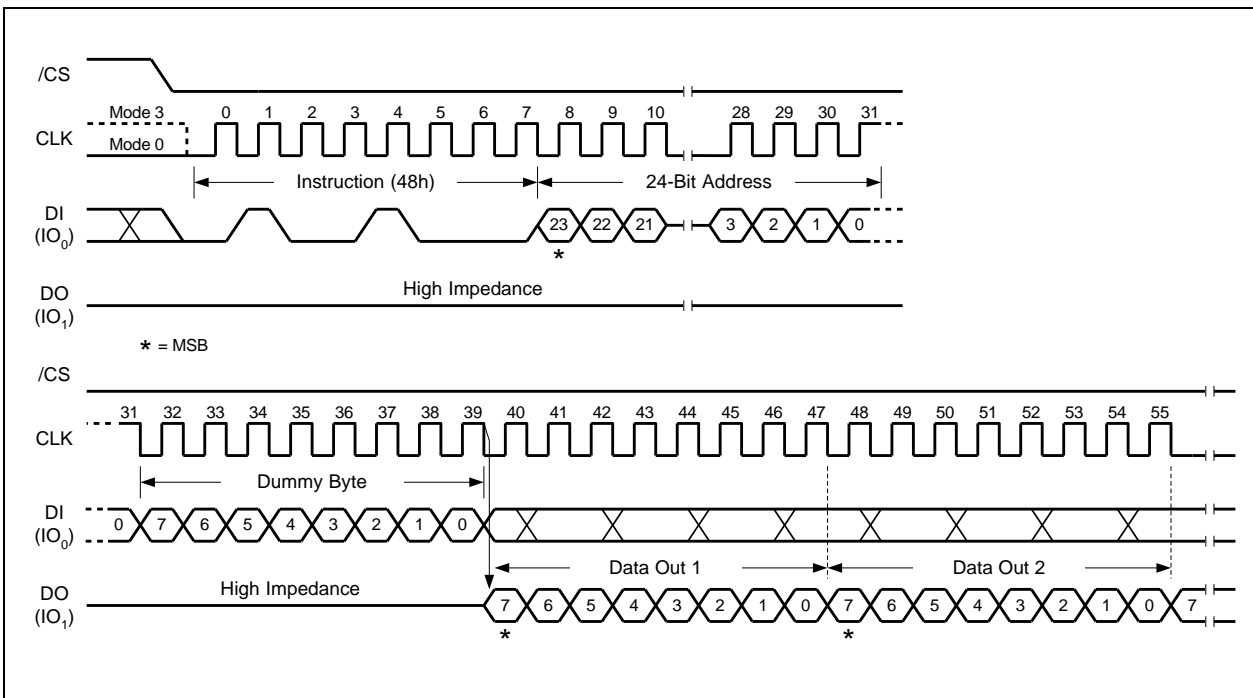 /CS
Mode 3 0 1 2 3 4 5 6 7 8 9 10 28 29 30 31
CLK
Mode 0
Instruction (48h) 24-Bit Address
DI
(IO0) 23 22 21 3 2 1 0
*
DO
(IO1) High Impedance
* = MSB
/CS
31 32 33 34 35 36 37 38 39 40 41 42 43 44 45 46 47 48 49 50 51 52 53 54 55
CLK
Dummy Byte
DI
(IO0) 0 7 6 5 4 3 2 1 0
Data Out 1 Data Out 2
DO
(IO1) High Impedance 7 6 5 4 3 2 1 0 7 6 5 4 3 2 1 0 7
* *